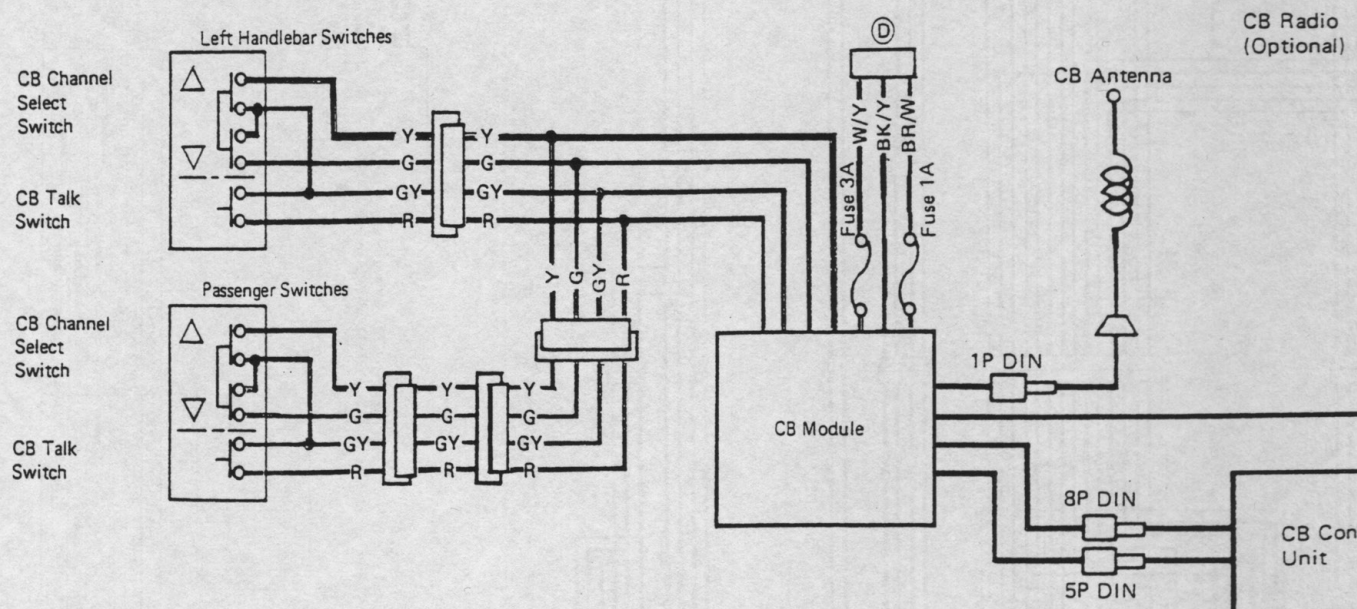 Left Handlebar Switches
CB Channel
Select
Switch
CB Talk
Switch
Y
G
GY
R
Y
G
GY
R
Y
G
GY
R
Passenger Switches
CB Channel
Select
Switch
CB Talk
Switch
Y
G
GY
R
Y
G
GY
R
Y
G
GY
R
D
W/Y
BK/Y
BR/W
Fuse 3A
Fuse 1A
CB Module
CB Radio
(Optional)
CB Antenna
1P DIN
8P DIN
5P DIN
CB Con
Unit